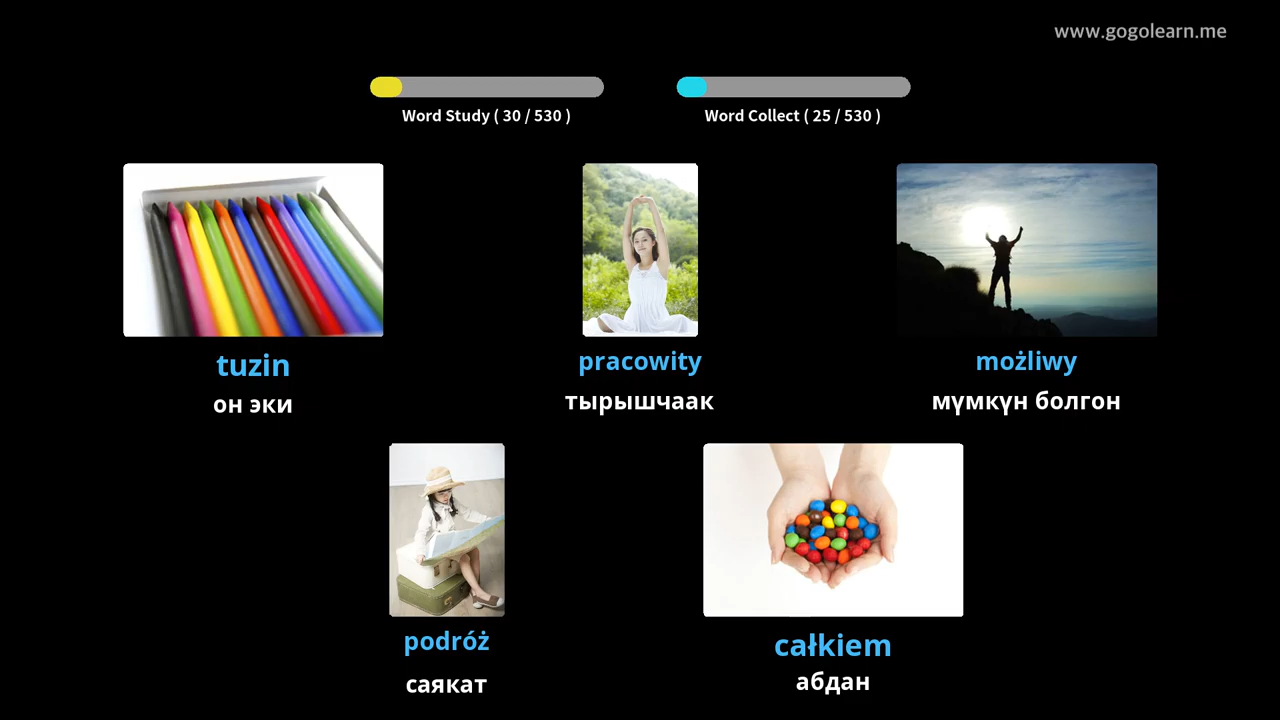 www.gogolearn.me
Word Study ( 30 / 530 )
Word Collect ( 25 / 530 )
tuzin
он эки
pracowity
тырышчаак
możliwy
мүмкүн болгон
podróż
саякат
całkiem
абдан